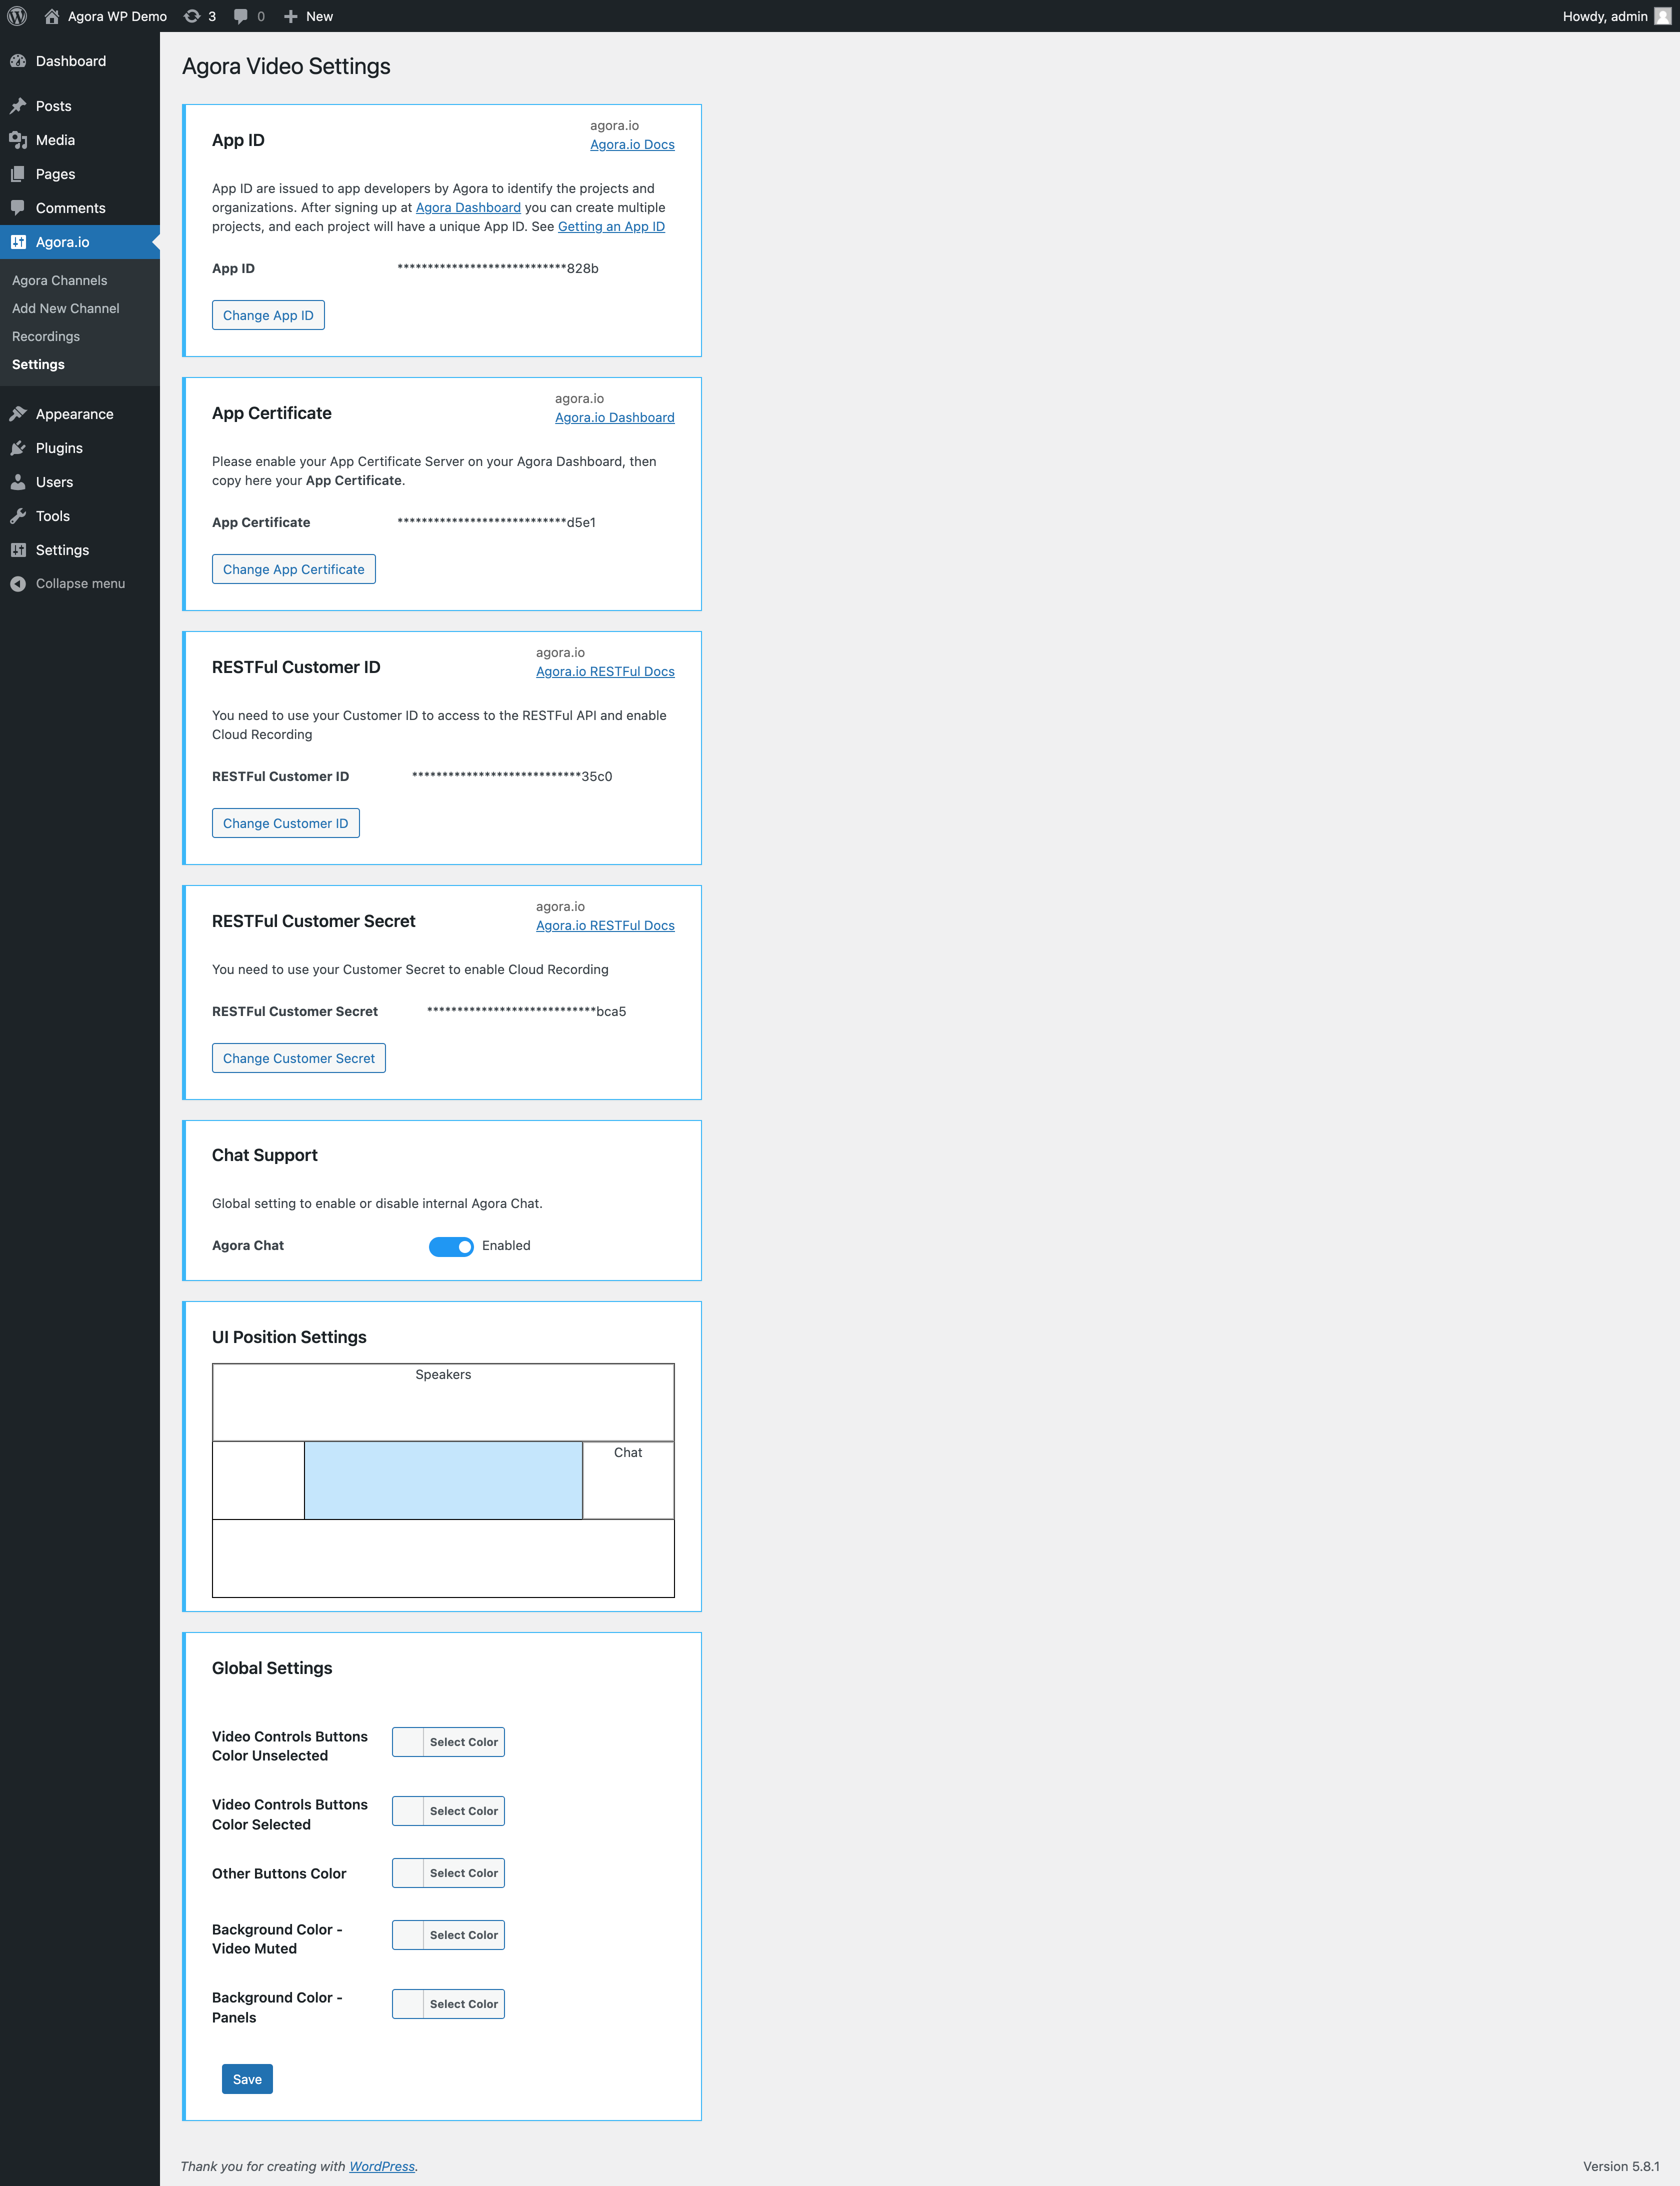 Agora WP Demo 3 0 New Howdy, admin
Dashboard
Posts
Media
Pages
Comments
Agora.io
Agora Channels
Add New Channel
Recordings
Settings
Appearance
Plugins
Users
Tools
Settings
Collapse menu
Agora Video Settings
App ID
agora.io
Agora.io Docs
App ID are issued to app developers by Agora to identify the projects and
organizations. After signing up at Agora Dashboard you can create multiple
projects, and each project will have a unique App ID. See Getting an App ID
App ID ****************************828b
Change App ID
App Certificate
agora.io
Agora.io Dashboard
Please enable your App Certificate Server on your Agora Dashboard, then
copy here your App Certificate.
App Certificate ****************************d5e1
Change App Certificate
RESTFul Customer ID
agora.io
Agora.io RESTFul Docs
You need to use your Customer ID to access to the RESTFul API and enable
Cloud Recording
RESTFul Customer ID ****************************35c0
Change Customer ID
RESTFul Customer Secret
agora.io
Agora.io RESTFul Docs
You need to use your Customer Secret to enable Cloud Recording
RESTFul Customer Secret ****************************bca5
Change Customer Secret
Chat Support
Global setting to enable or disable internal Agora Chat.
Agora Chat Enabled
UI Position Settings
Speakers
Chat
Global Settings
Video Controls Buttons
Color Unselected
Select Color
Video Controls Buttons
Color Selected
Select Color
Other Buttons Color Select Color
Background Color -
Video Muted
Select Color
Background Color -
Panels
Select Color
Save
Thank you for creating with WordPress. Version 5.8.1